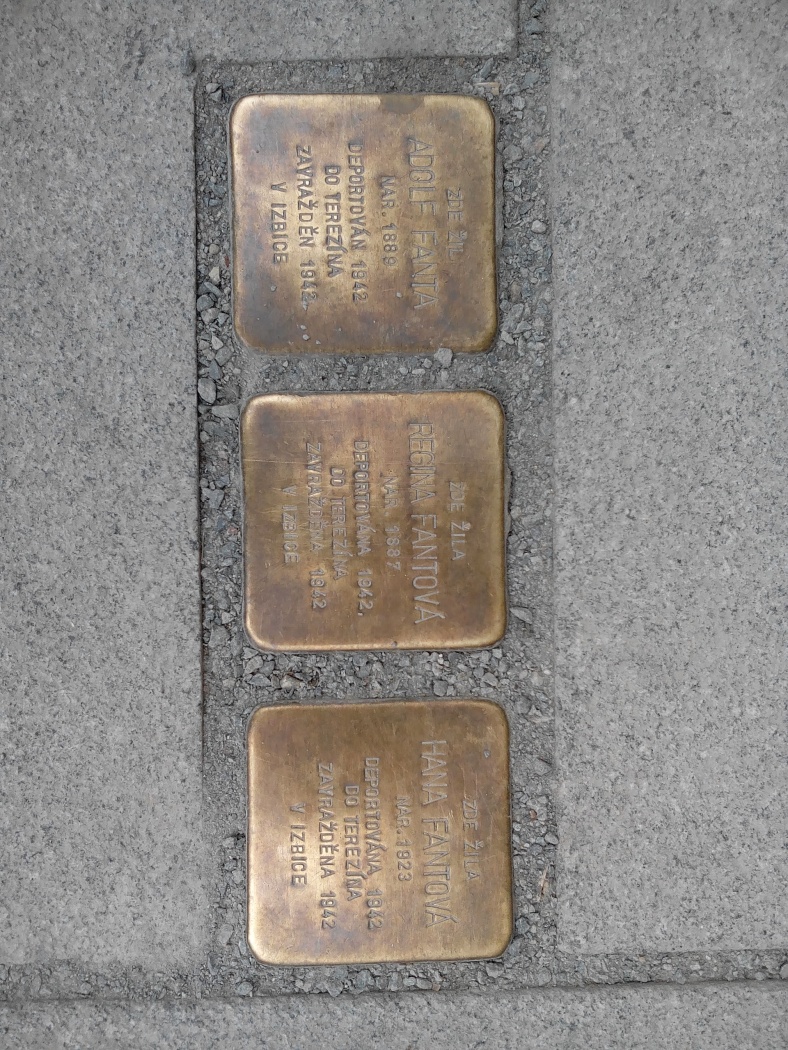 ZDE ŽIL
ADOLF FANTA
NAR. 1889
DEPORTOVÁN 1942
DO TEREZÍNA
ZAVRAŽDĚN 1942
V IZBICE
ZDE ŽILA
REGINA FANTOVÁ
NAR. 1887
DEPORTOVÁNA 1942,
DO TEREZÍNA
ZAVRAŽDĚNA 1942
V IZBICE
ZDE ŽILA
HANA FANTOVÁ
NAR. 1923
DEPORTOVÁNA 1942
DO TEREZÍNA
ZAVRAŽDĚNA 1942
V IZBICE